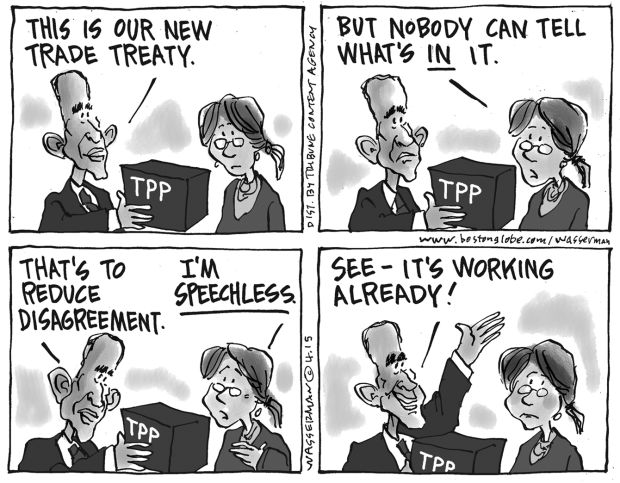 THIS IS OUR NEW
TRADE TREATY.
TPP
DIST. BY TRIBUNE CONTENT AGENCY
BUT NOBODY CAN TELL
WHAT'S IN IT.
TPP
www.bostonglobe.com/wasserman
THAT'S TO
REDUCE
DISAGREEMENT.
I'M
SPEECHLESS.
TPP
WASSERMAN © 4.15
SEE - IT'S WORKING
ALREADY!
TPP